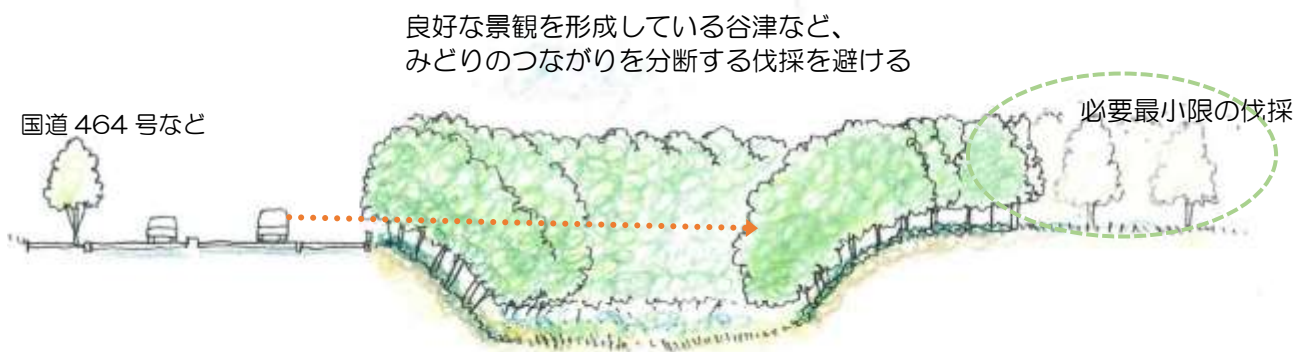 良好な景観を形成している谷津など、
みどりのつながりを分断する伐採を避ける
国道 464 号など
必要最小限の伐採